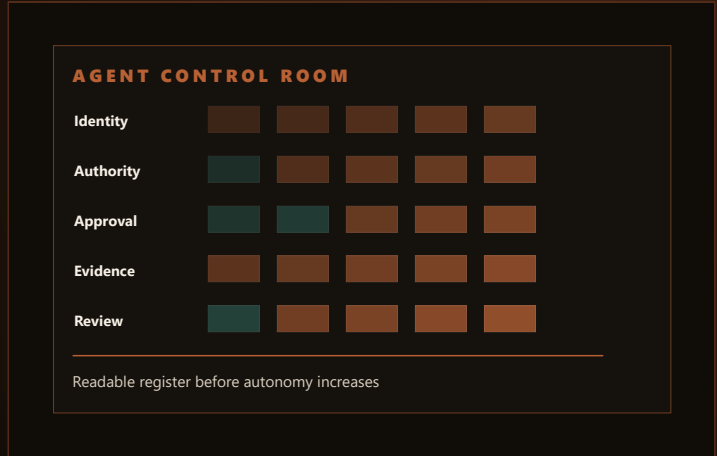 AGENT CONTROL ROOM
Identity
Authority
Approval
Evidence
Review
Readable register before autonomy increases